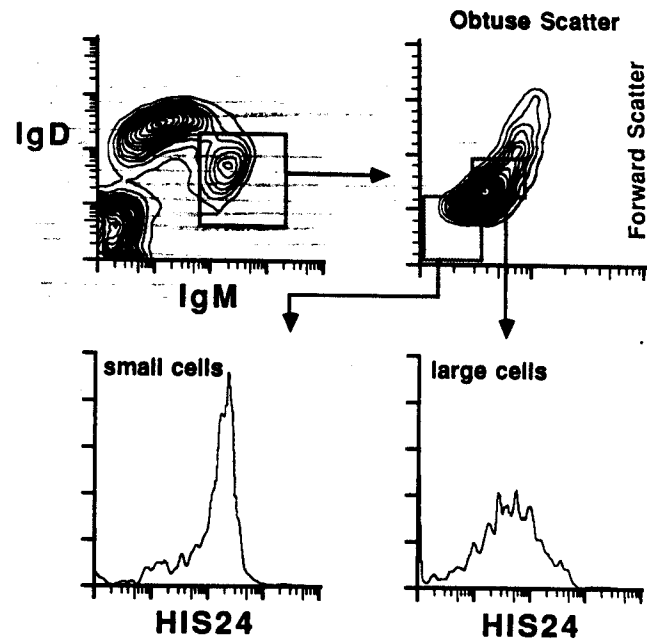 Obtuse Scatter
IgD
Forward Scatter
IgM
small cells
large cells
HIS24
HIS24